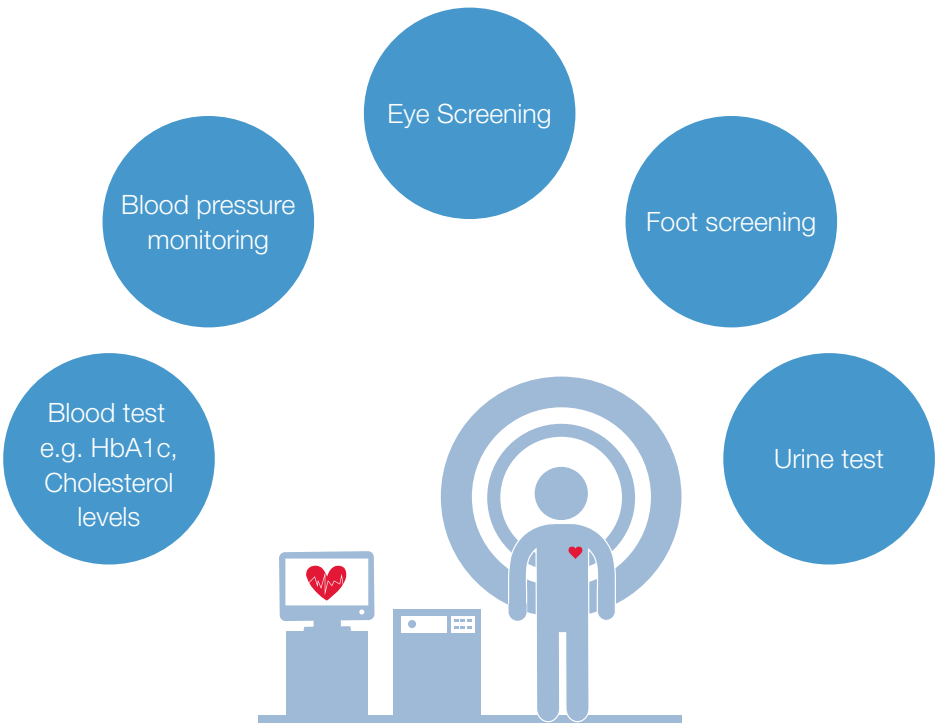 Eye Screening
Blood pressure
monitoring
Foot screening
Blood test
e.g. HbA1c,
Cholesterol
levels
Urine test